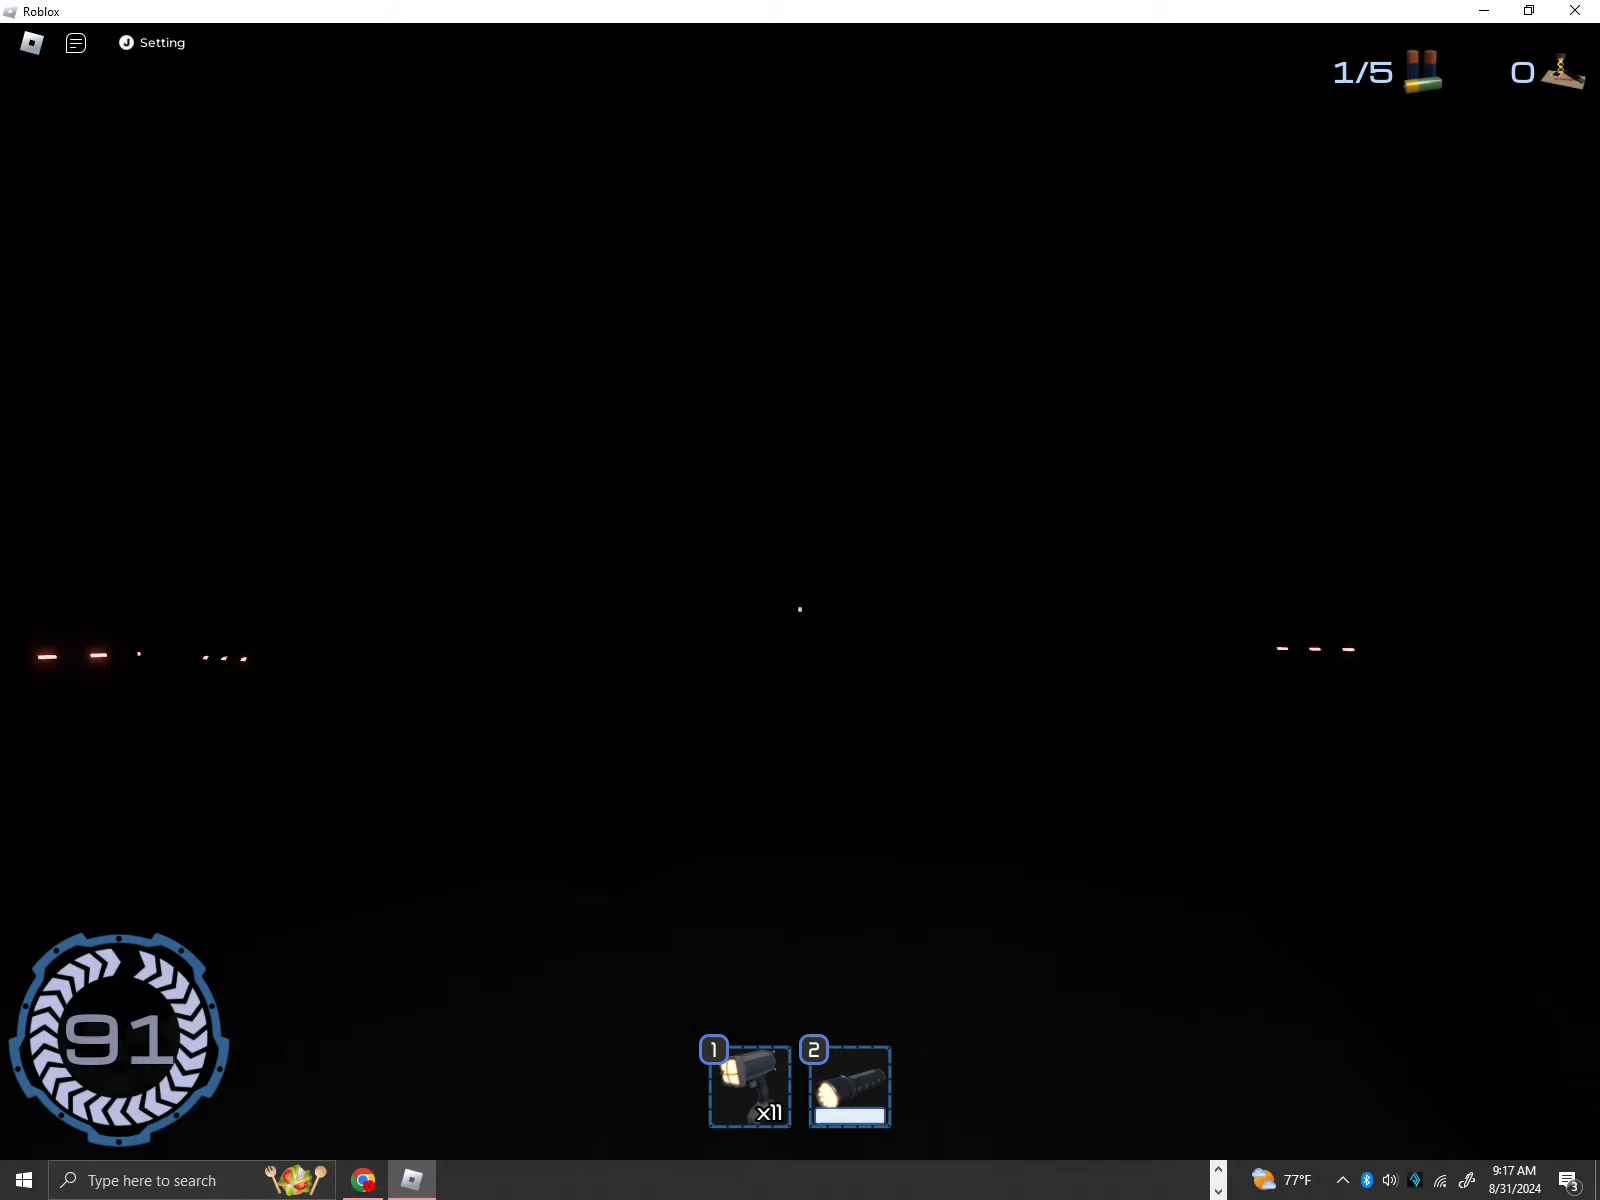 Roblox
J Setting
1/5
0
91
1
2
x11
Type here to search
77°F
9:17 AM
8/31/2024
3